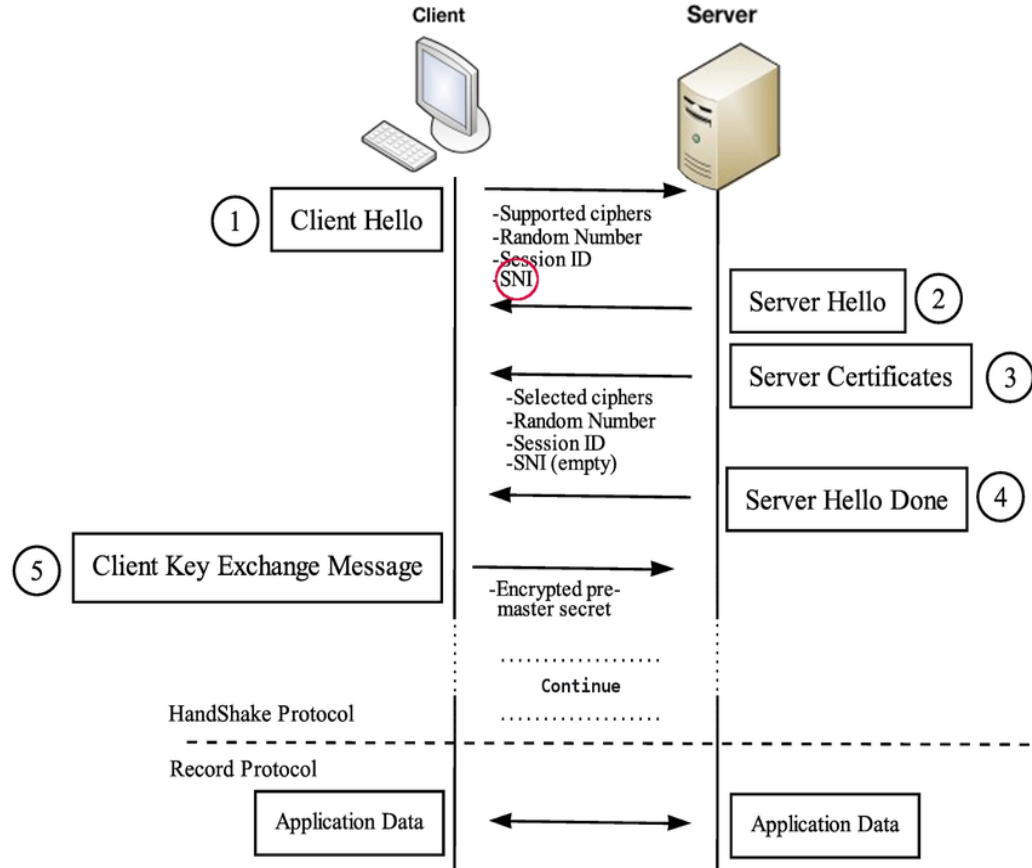 Client
Server
1
Client Hello
-Supported ciphers
-Random Number
-Session ID
-SNI
Server Hello
2
Server Certificates
3
-Selected ciphers
-Random Number
-Session ID
-SNI (empty)
Server Hello Done
4
5
Client Key Exchange Message
-Encrypted pre-
master secret
Continue
HandShake Protocol
Record Protocol
Application Data
Application Data